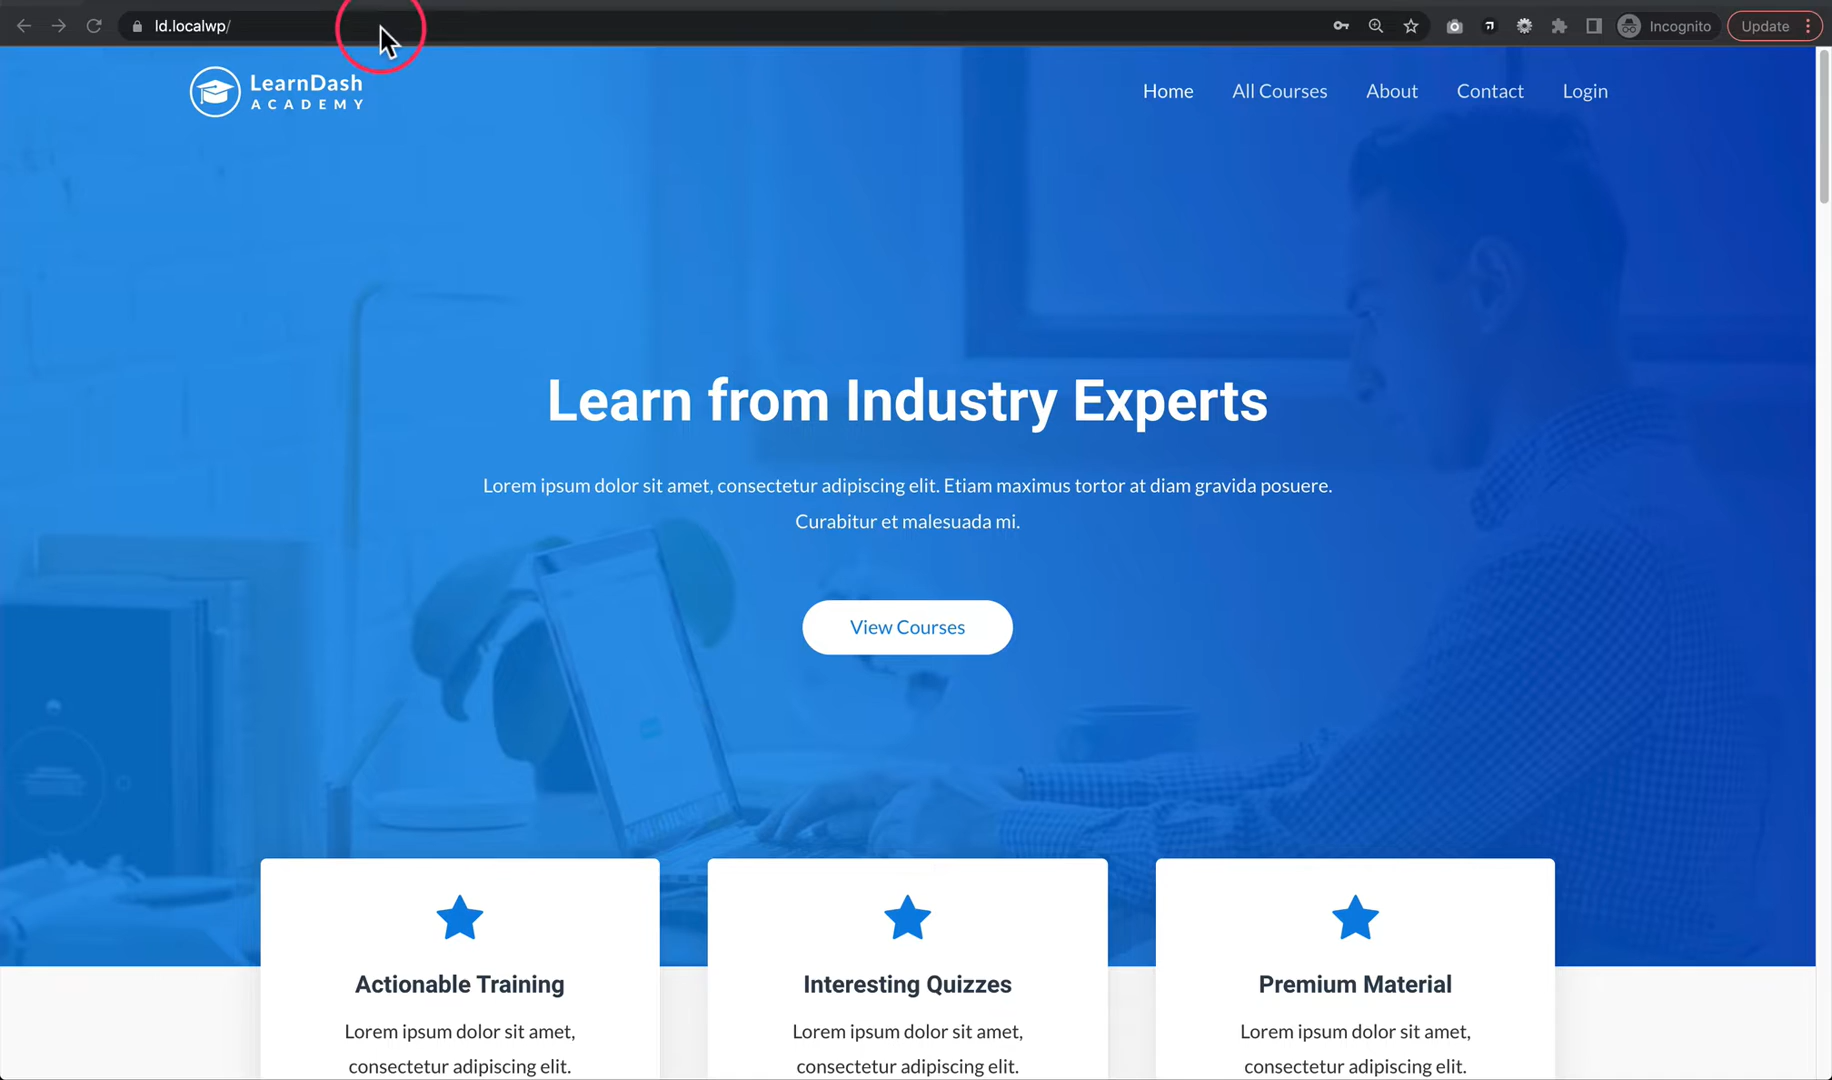 ld.localwp/
Incognito
Update
LearnDash
ACADEMY
Home
All Courses
About
Contact
Login
Learn from Industry Experts
Lorem ipsum dolor sit amet, consectetur adipiscing elit. Etiam maximus tortor at diam gravida posuere.
Curabitur et malesuada mi.
View Courses
Actionable Training
Lorem ipsum dolor sit amet,
consectetur adipiscing elit.
Interesting Quizzes
Lorem ipsum dolor sit amet,
consectetur adipiscing elit.
Premium Material
Lorem ipsum dolor sit amet,
consectetur adipiscing elit.